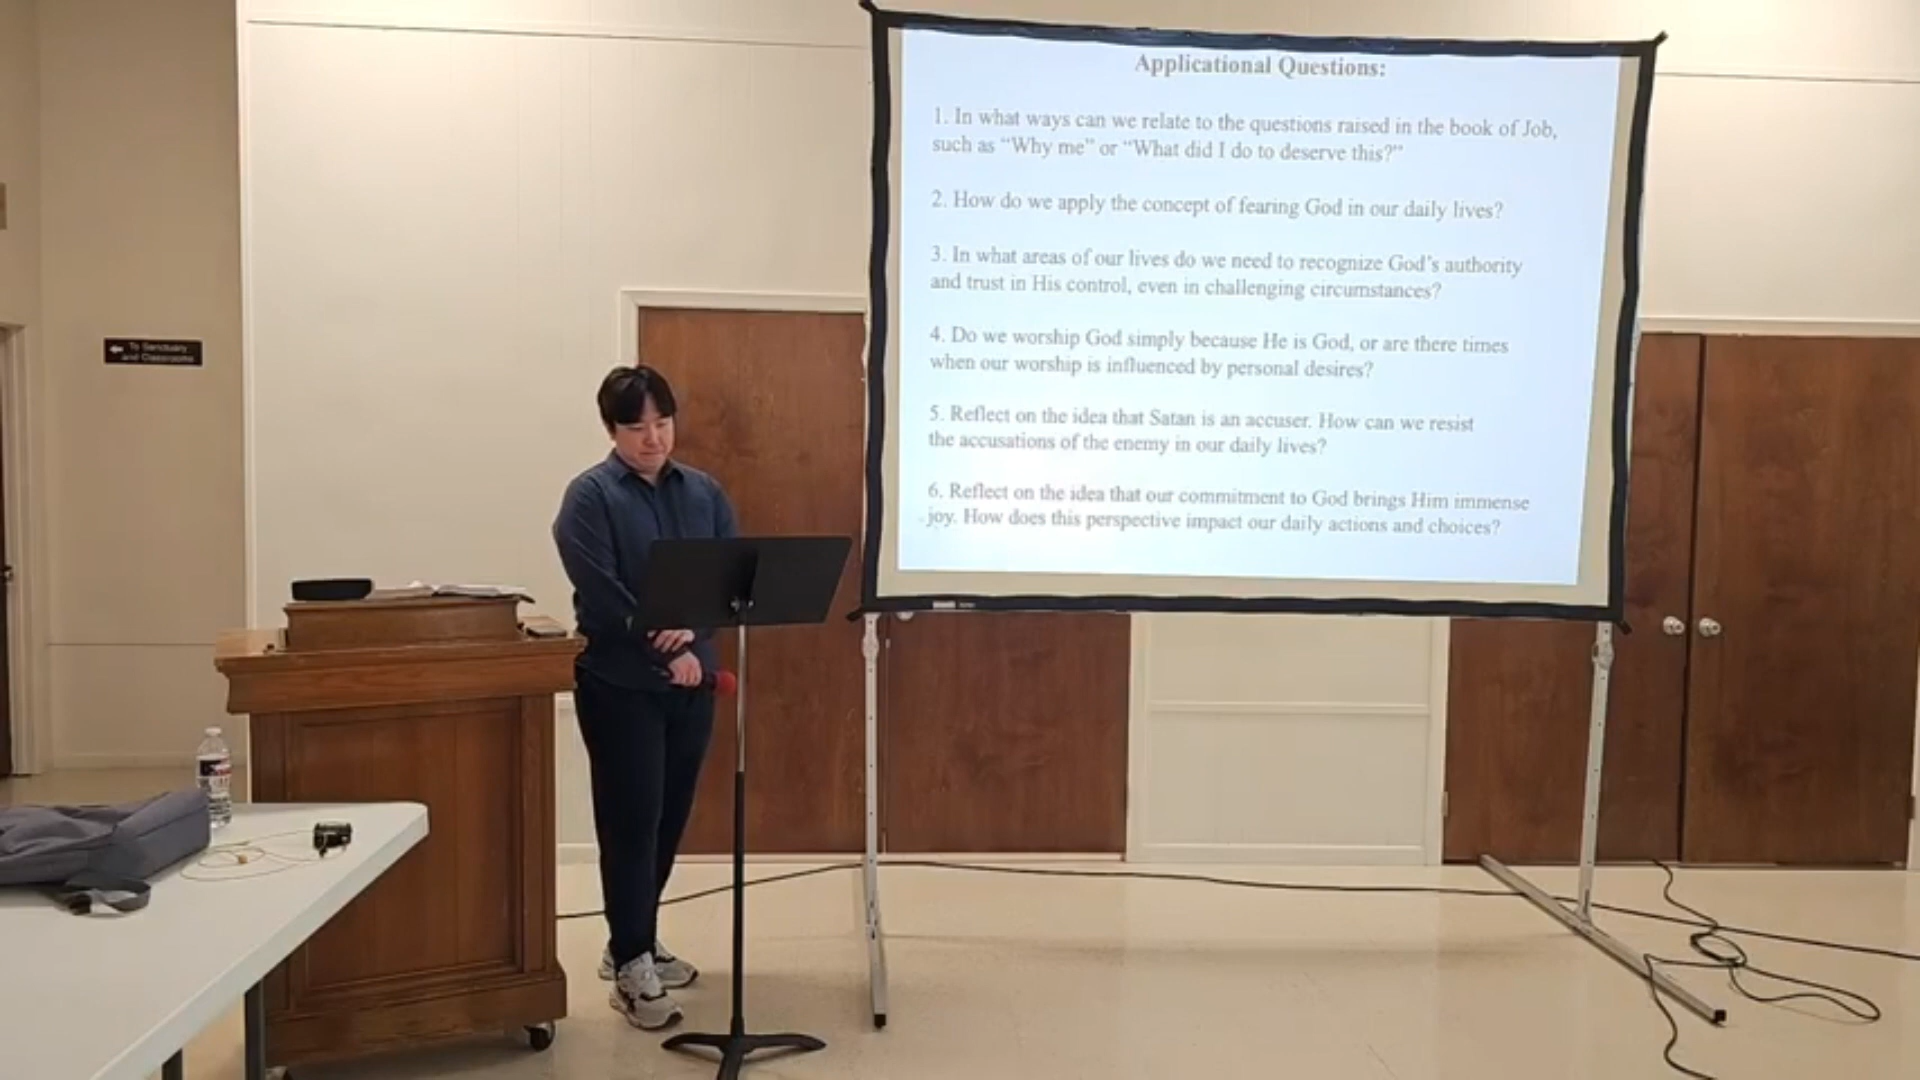 Applicational Questions:
1. In what ways can we relate to the questions raised in the book of Job,
such as “Why me” or “What did I do to deserve this?”
2. How do we apply the concept of fearing God in our daily lives?
3. In what areas of our lives do we need to recognize God’s authority
and trust in His control, even in challenging circumstances?
4. Do we worship God simply because He is God, or are there times
when our worship is influenced by personal desires?
5. Reflect on the idea that Satan is an accuser. How can we resist
the accusations of the enemy in our daily lives?
6. Reflect on the idea that our commitment to God brings Him immense
joy. How does this perspective impact our daily actions and choices?
To Sanctuary
and Classrooms